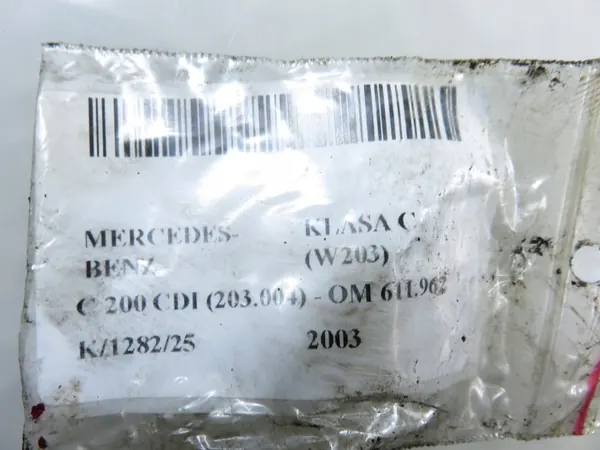 MERCEDES-BENZ KLASA C (W203)
C 200 CDI (203.004) - OM 611.962
K/1282/25 2003